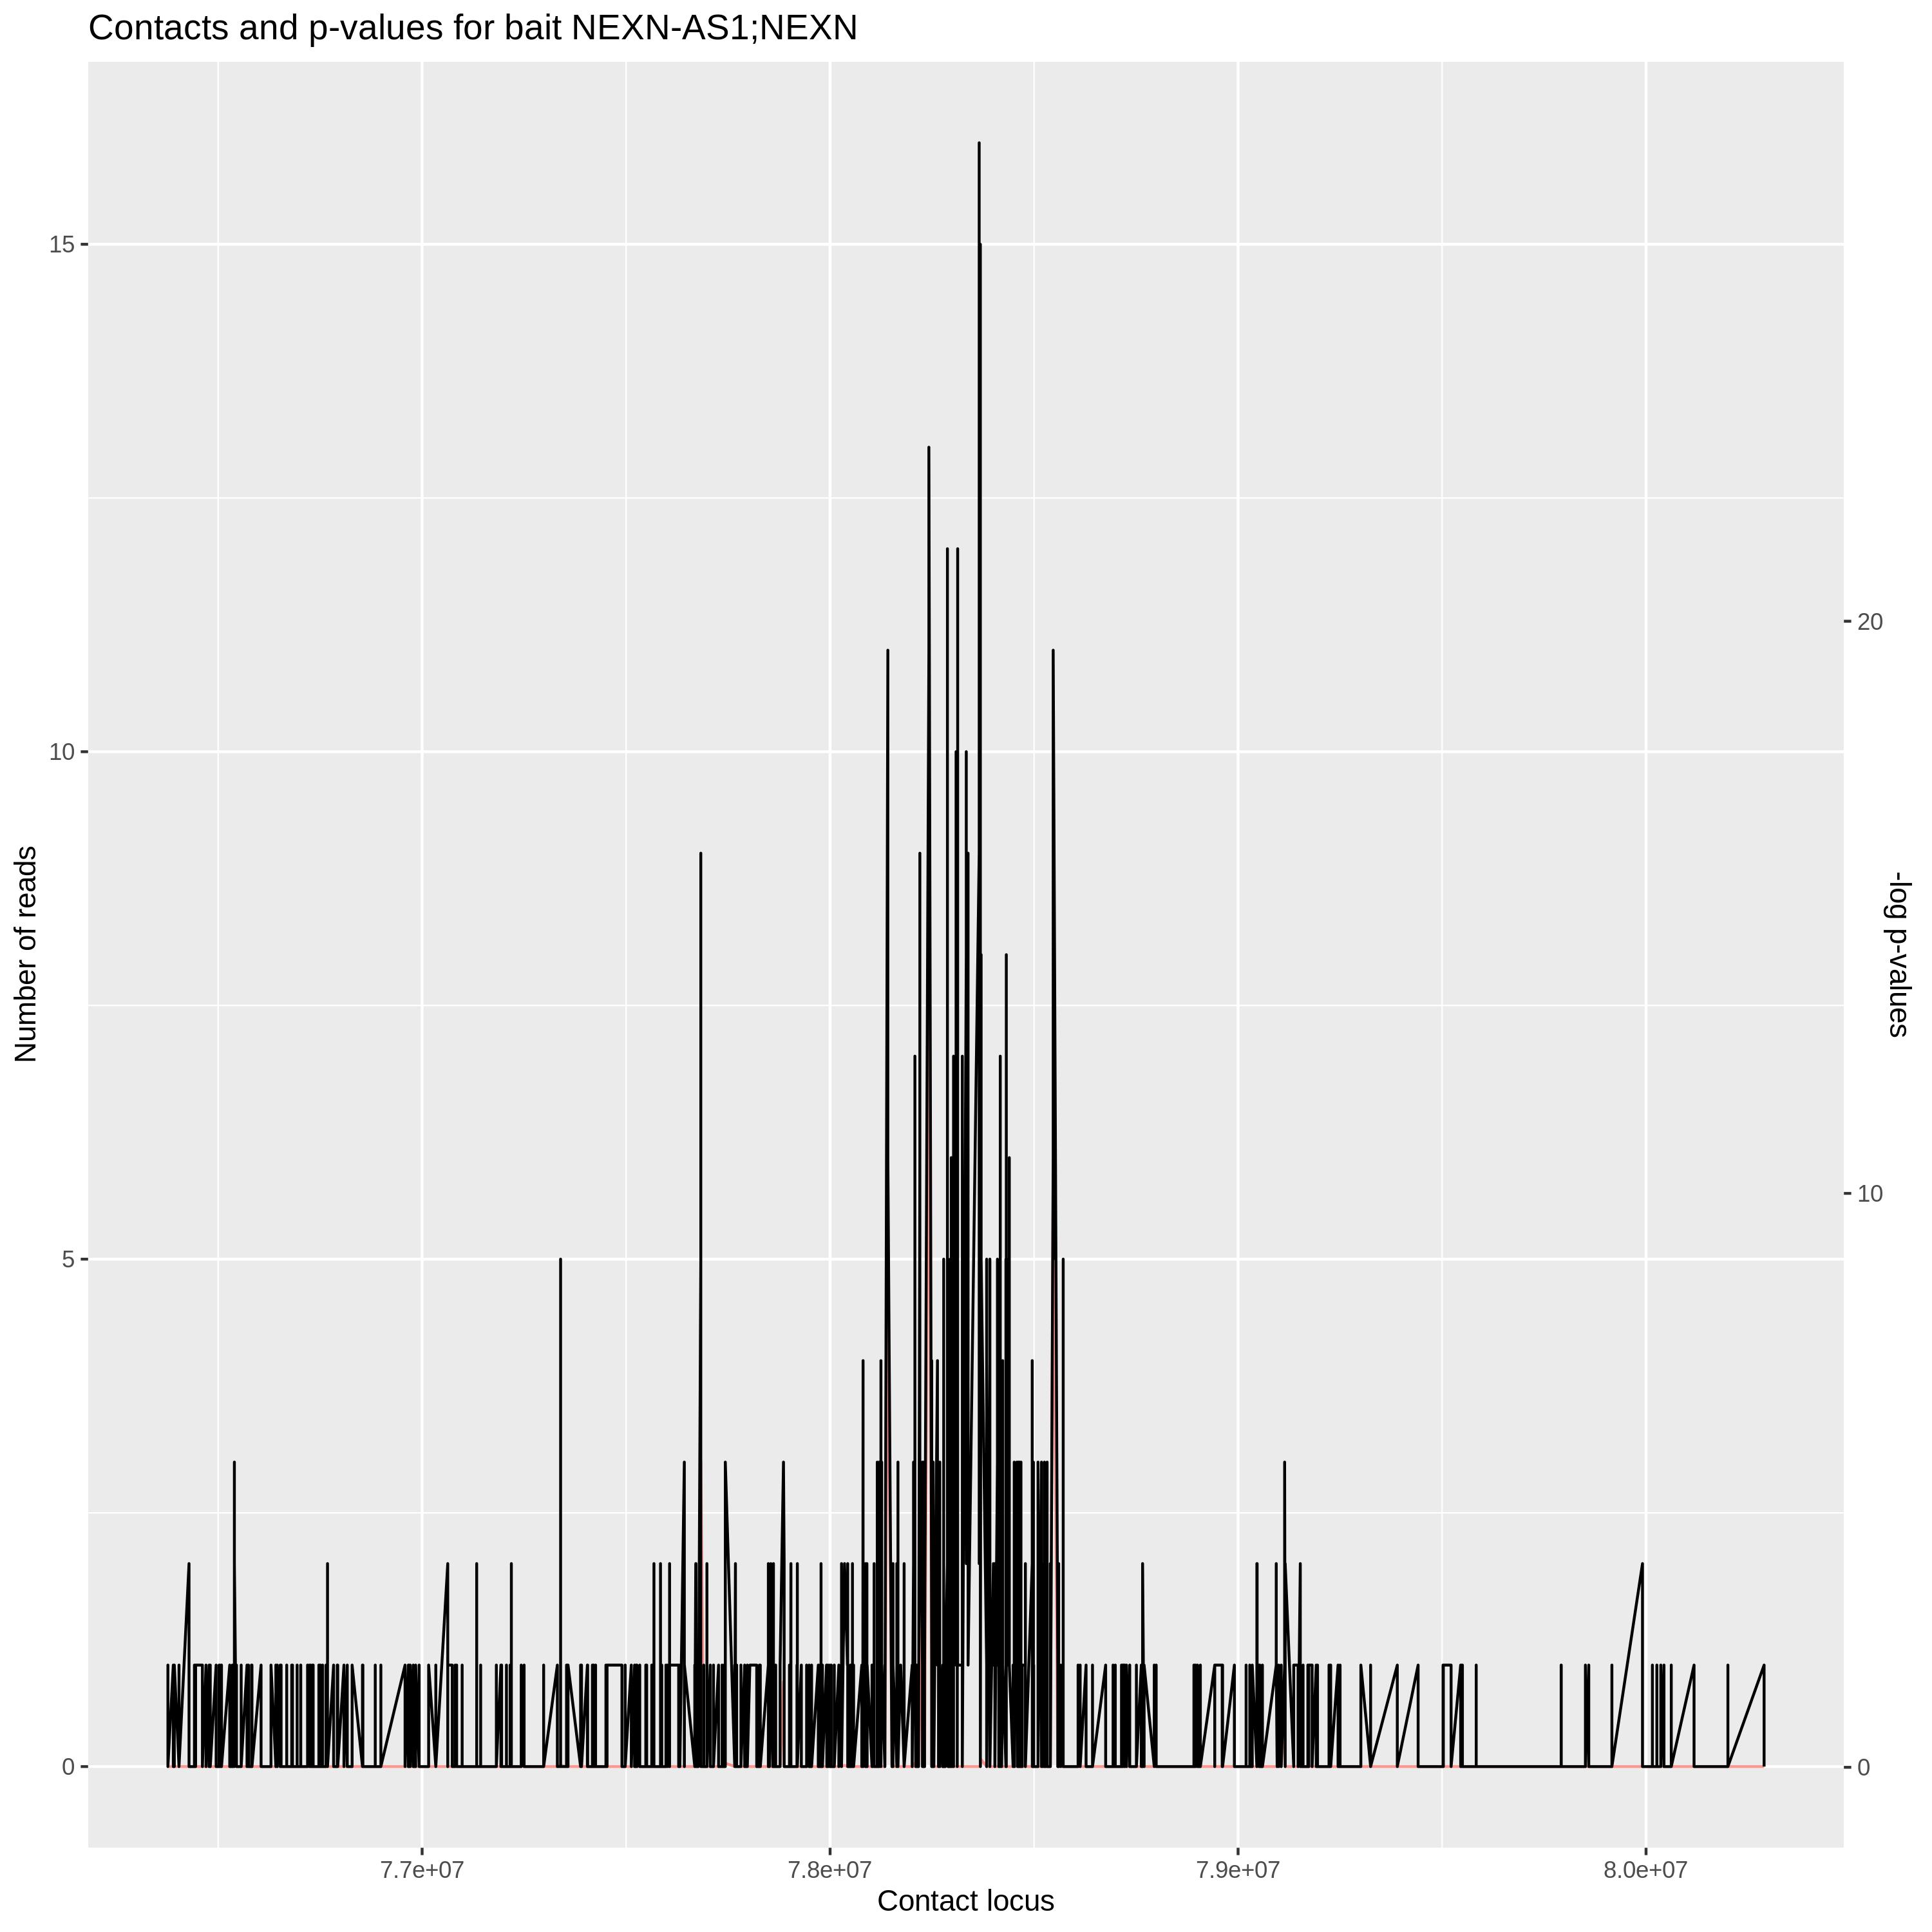 Contacts and p-values for bait NEXN-AS1;NEXN
15
10
5
0
Number of reads
20
10
0
-log p-values
7.7e+07
7.8e+07
7.9e+07
8.0e+07
Contact locus